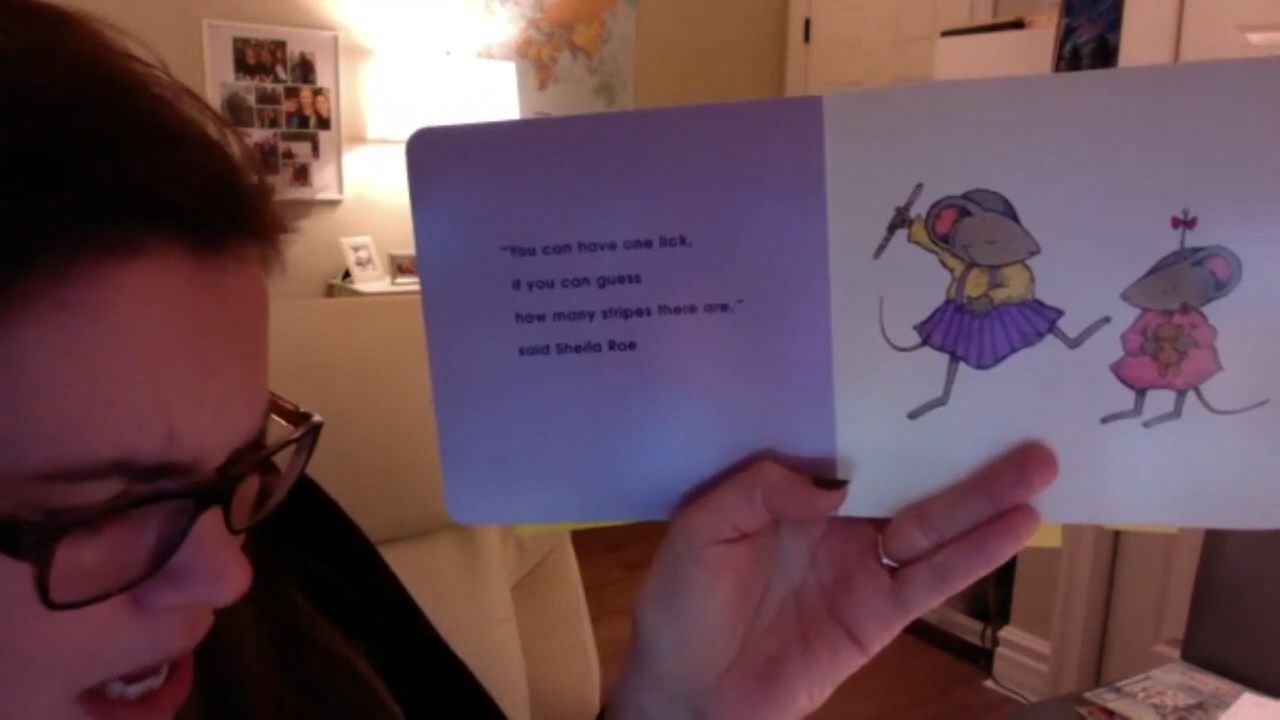 "You can have one lick,
if you can guess
how many stripes there are,"
said Sheila Rae